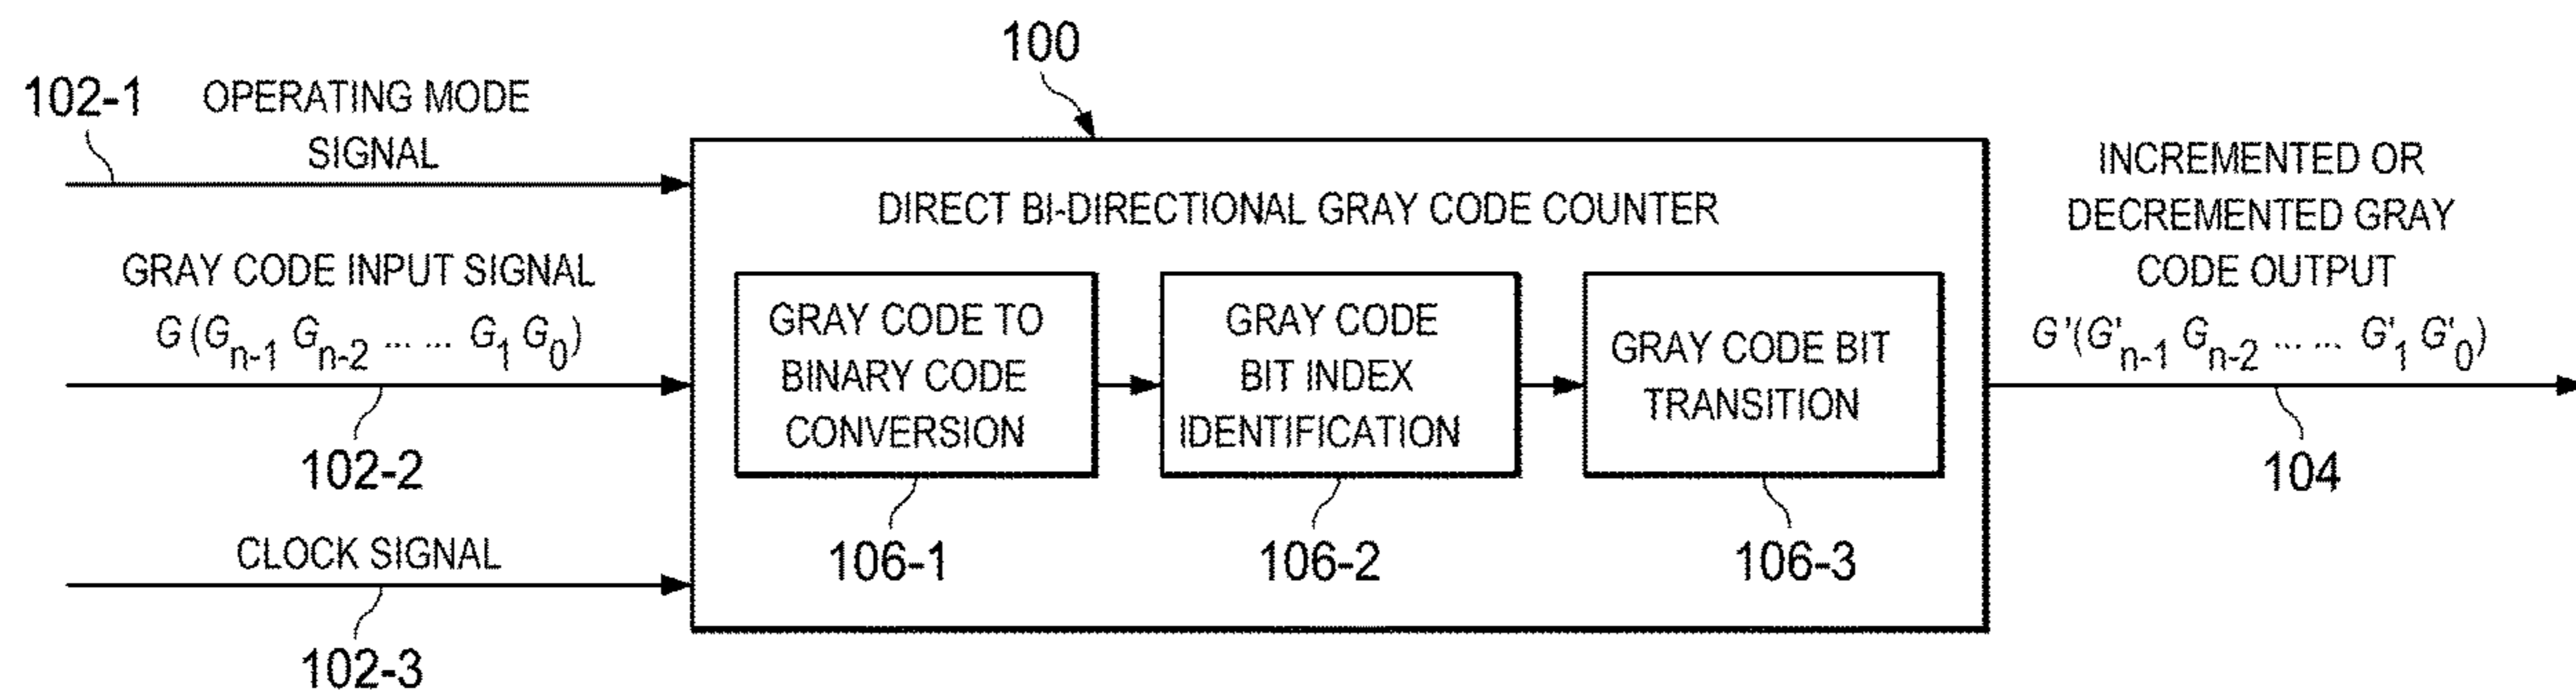 100
102-1
OPERATING MODE
SIGNAL
GRAY CODE INPUT SIGNAL
G (Gn-1 Gn-2 ... ... G1 G0)
102-2
CLOCK SIGNAL
102-3
DIRECT BI-DIRECTIONAL GRAY CODE COUNTER
GRAY CODE TO
BINARY CODE
CONVERSION
106-1
GRAY CODE
BIT INDEX
IDENTIFICATION
106-2
GRAY CODE BIT
TRANSITION
106-3
INCREMENTED OR
DECREMENTED GRAY
CODE OUTPUT
G'(G'n-1 Gn-2 ... ... G'1 G'0)
104